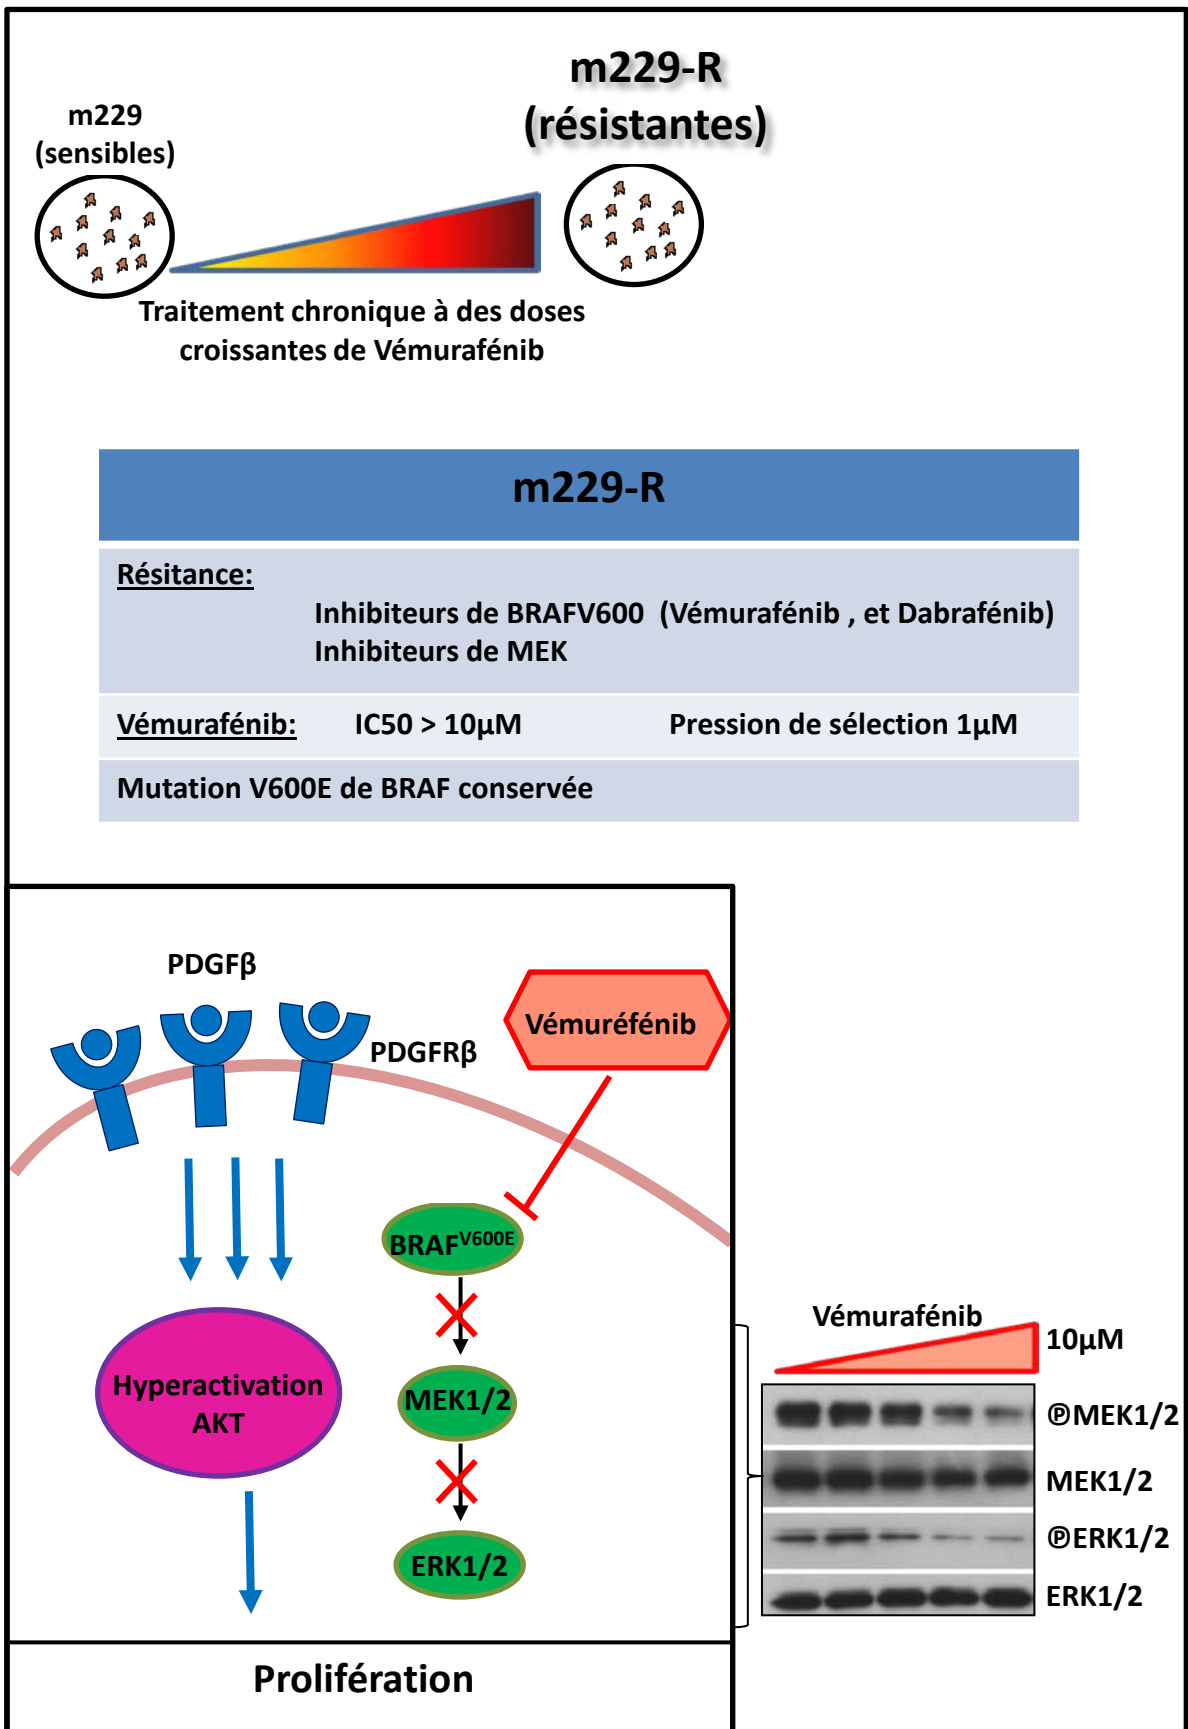 m229
(sensibles)
m229-R
(résistantes)
Traitement chronique à des doses
croissantes de Vémurafénib
m229-R
Résitance:
Inhibiteurs de BRAFV600 (Vémurafénib , et Dabrafénib)
Inhibiteurs de MEK
Vémurafénib: IC50 > 10µM Pression de sélection 1µM
Mutation V600E de BRAF conservée
PDGFβ
PDGFRβ
Vémuréfénib
BRAFV600E
Hyperactivation
AKT
MEK1/2
ERK1/2
Prolifération
Vémurafénib
10µM
℗MEK1/2
MEK1/2
℗ERK1/2
ERK1/2